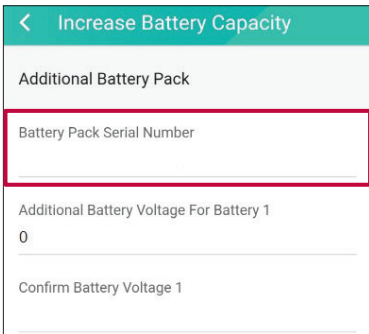 Increase Battery Capacity
Additional Battery Pack
Battery Pack Serial Number
Additional Battery Voltage For Battery 1
0
Confirm Battery Voltage 1